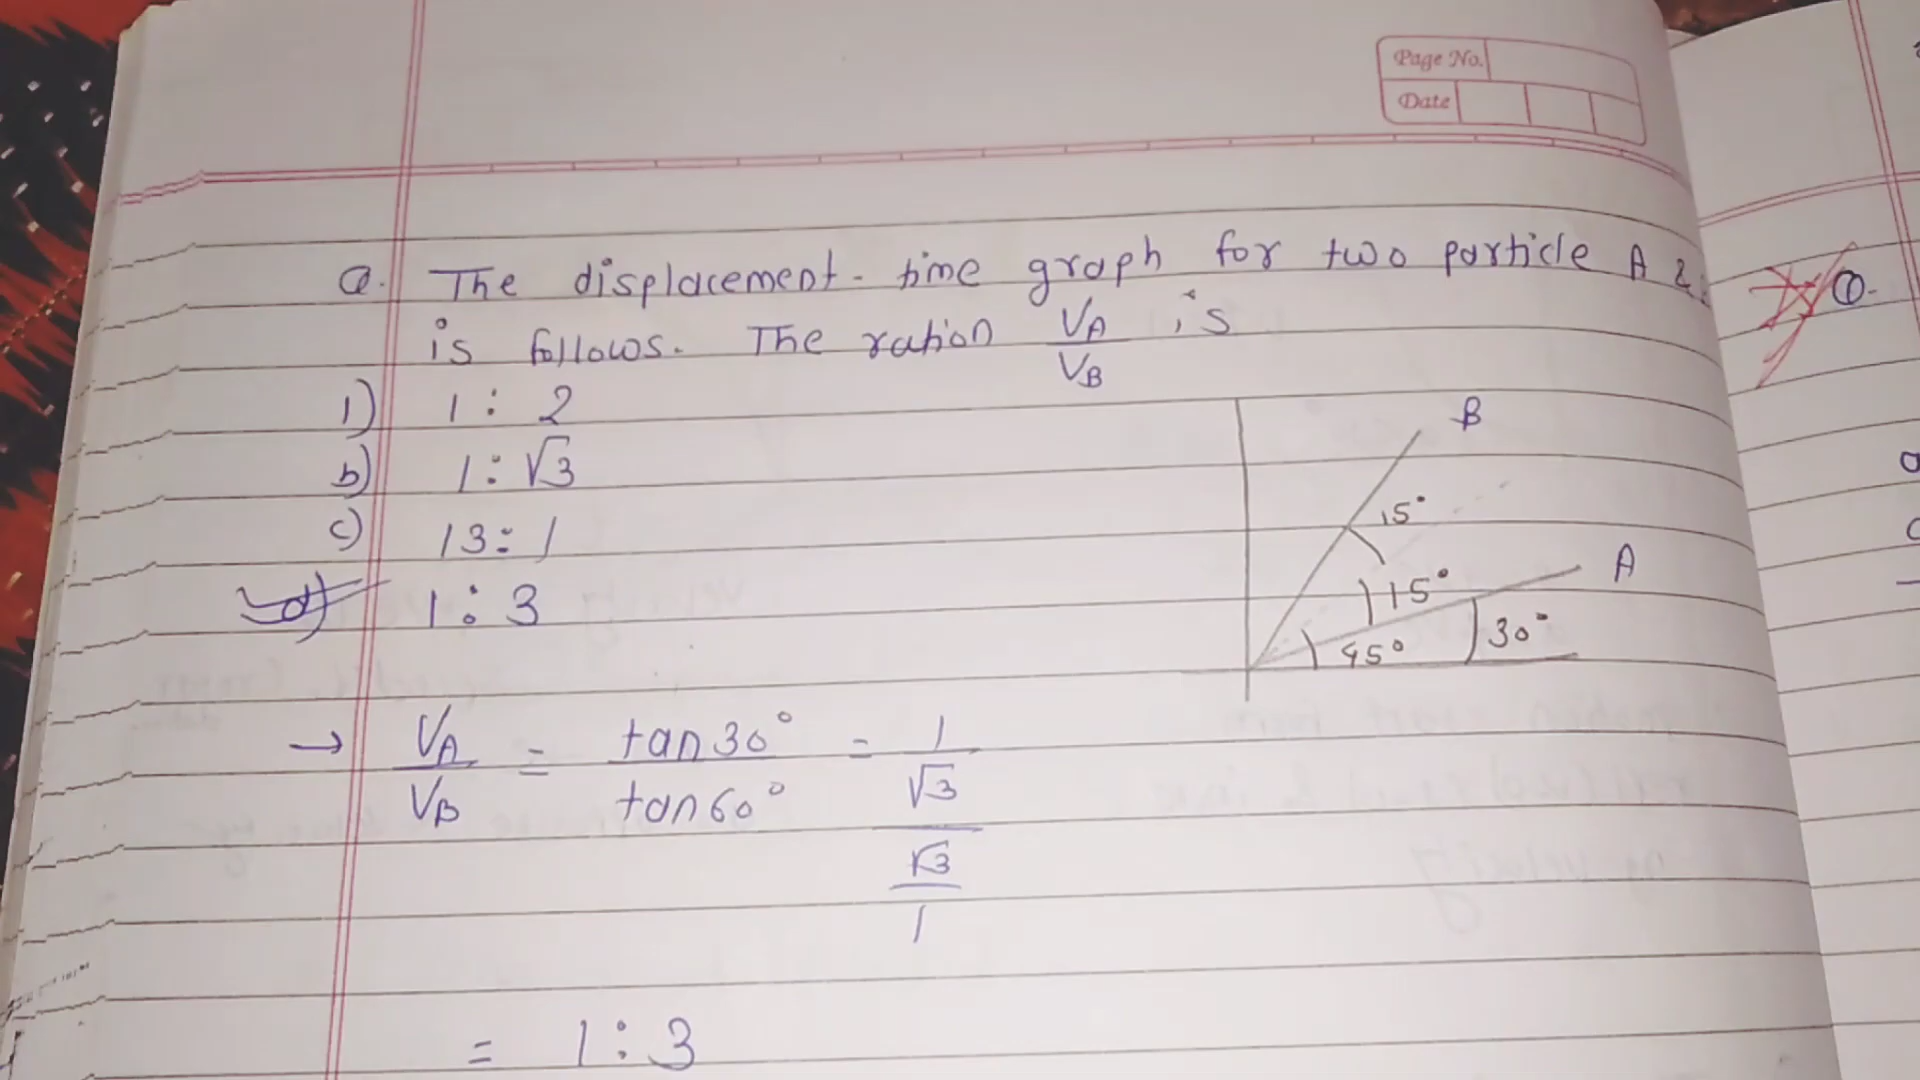 Page No.
Date
Q. The displacement - time graph for two particle A &
is follows. The ration VA/VB is
1) 1 : 2
b) 1 : √3
c) 13 : 1
d) 1 : 3
B
15°
A
15°
45°
30°
→ VA/VB = tan30°/tan60° = 1/√3 / √3/1
= 1 : 3
Q.